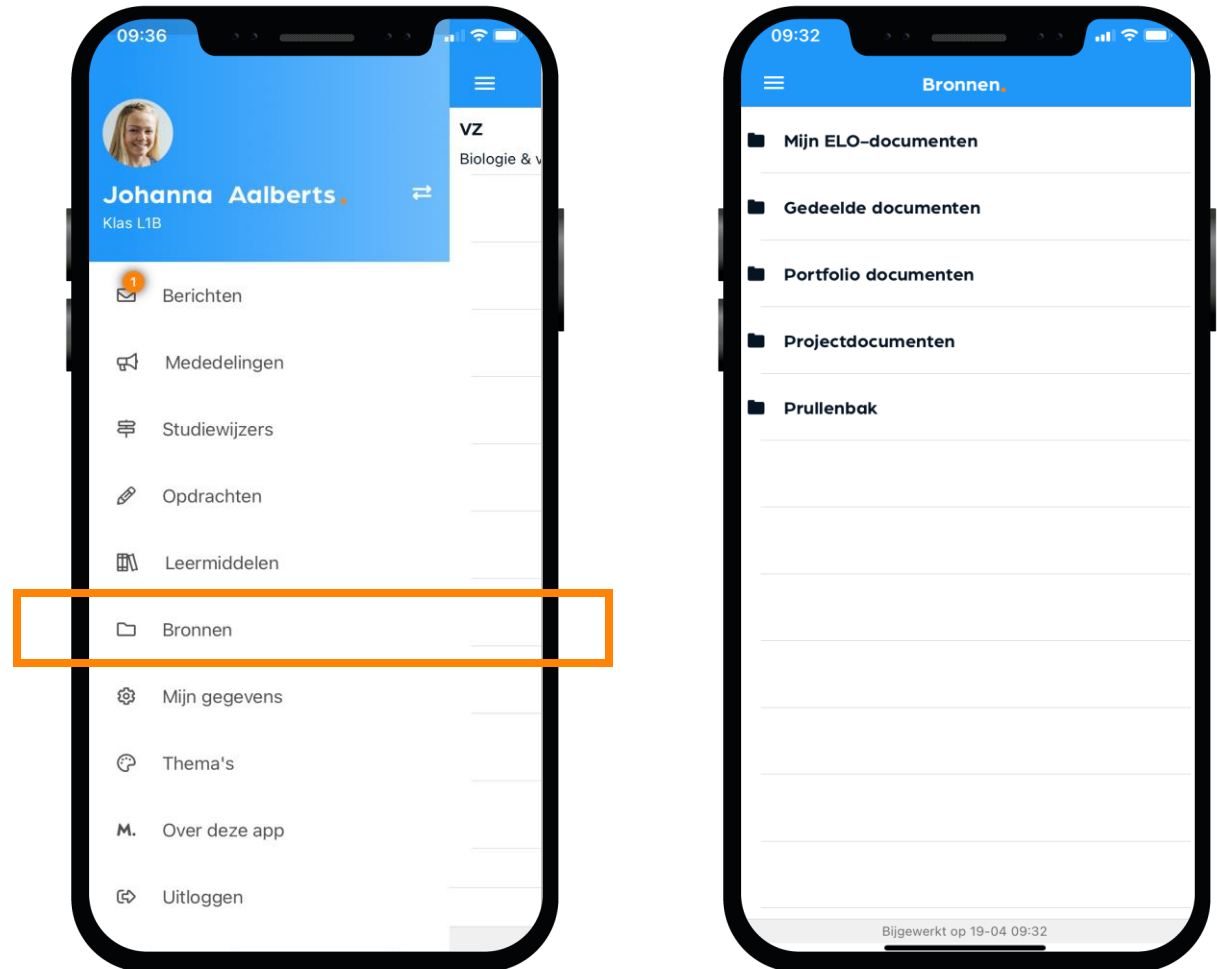 09:36
VZ
Biologie & v
Johanna Aalberts.
Klas L1B
1
Berichten
Mededelingen
Studiewijzers
Opdrachten
Leermiddelen
Bronnen
Mijn gegevens
Thema's
M. Over deze app
Uitloggen
09:32
Bronnen.
Mijn ELO-documenten
Gedeelde documenten
Portfolio documenten
Projectdocumenten
Prullenbak
Bijgewerkt op 19-04 09:32